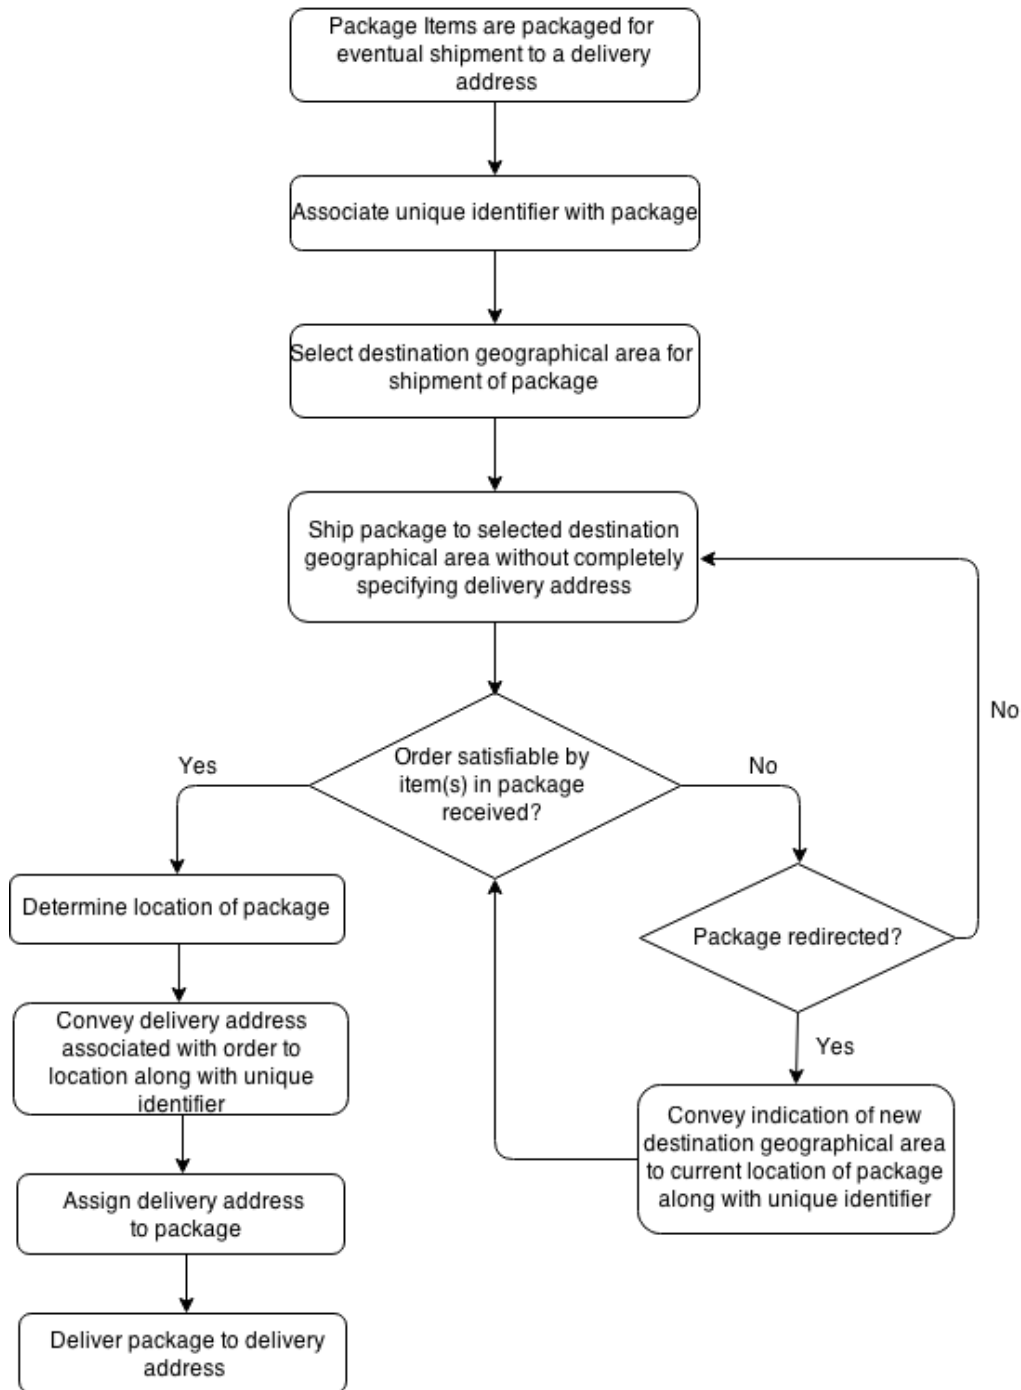 Package Items are packaged for
eventual shipment to a delivery
address
Associate unique identifier with package
Select destination geographical area for
shipment of package
Ship package to selected destination
geographical area without completely
specifying delivery address
No
Order satisfiable by
item(s) in package
received?
Yes
No
Determine location of package
Package redirected?
Convey delivery address
associated with order to
location along with unique
identifier
Yes
Convey indication of new
destination geographical area
to current location of package
along with unique identifier
Assign delivery address
to package
Deliver package to delivery
address